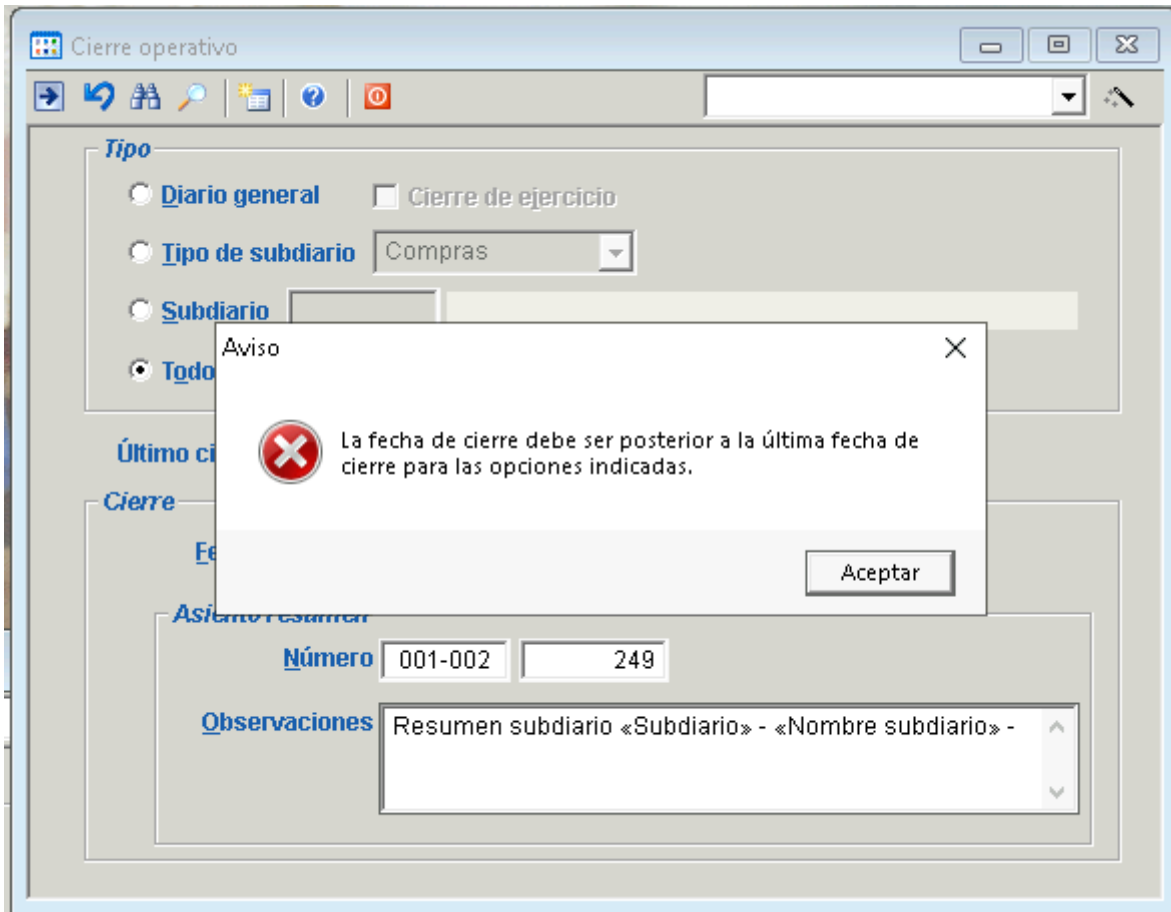 Cierre operativo
Tipo
Diario general
Cierre de ejercicio
Tipo de subdiario
Compras
Subdiario
Aviso
Todo
La fecha de cierre debe ser posterior a la última fecha de
cierre para las opciones indicadas.
Último ci
Cierre
Fe
Aceptar
Asiento resumen
Número 001-002 249
Observaciones
Resumen subdiario «Subdiario» - «Nombre subdiario» -